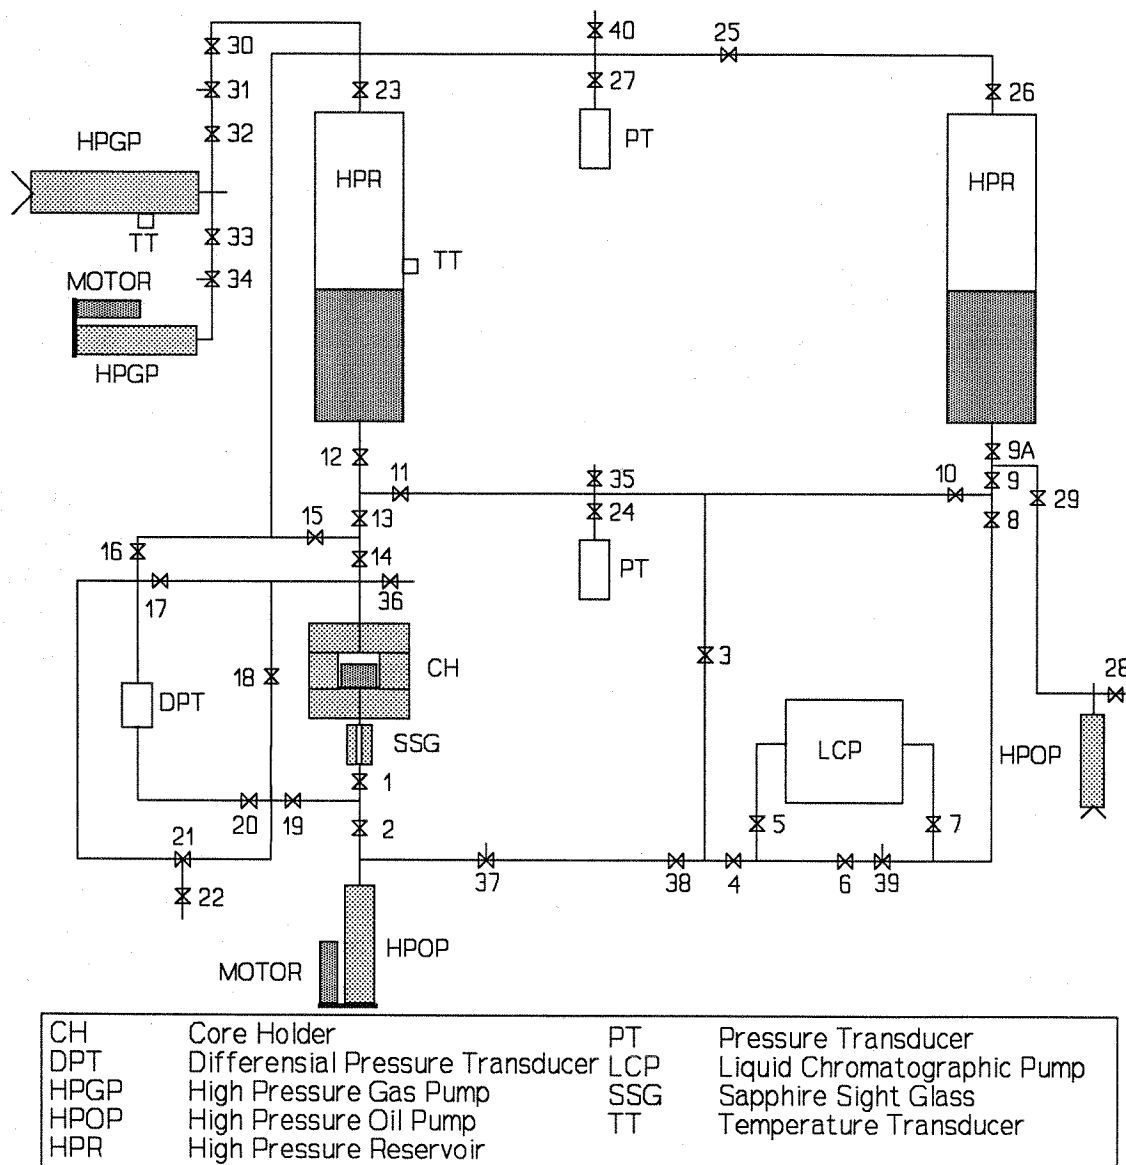 40
25
30
27
31
23
26
32
HPGP
PT
HPR
HPR
TT
33
TT
MOTOR
34
HPGP
12
11
9A
35
10
9
29
15
13
24
8
16
14
PT
17
36
3
18
CH
28
DPT
SSG
LCP
HPOP
1
20
19
2
5
7
21
37
38
4
6
39
22
HPOP
MOTOR
CH Core Holder PT Pressure Transducer
DPT Differensial Pressure Transducer LCP Liquid Chromatographic Pump
HPGP High Pressure Gas Pump SSG Sapphire Sight Glass
HPOP High Pressure Oil Pump TT Temperature Transducer
HPR High Pressure Reservoir